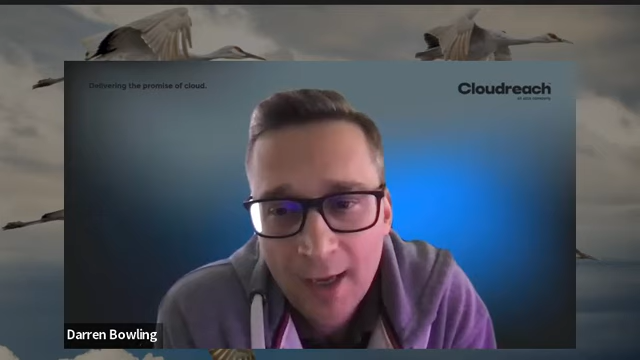 Delivering the promise of cloud.
Cloudreach
Darren Bowling